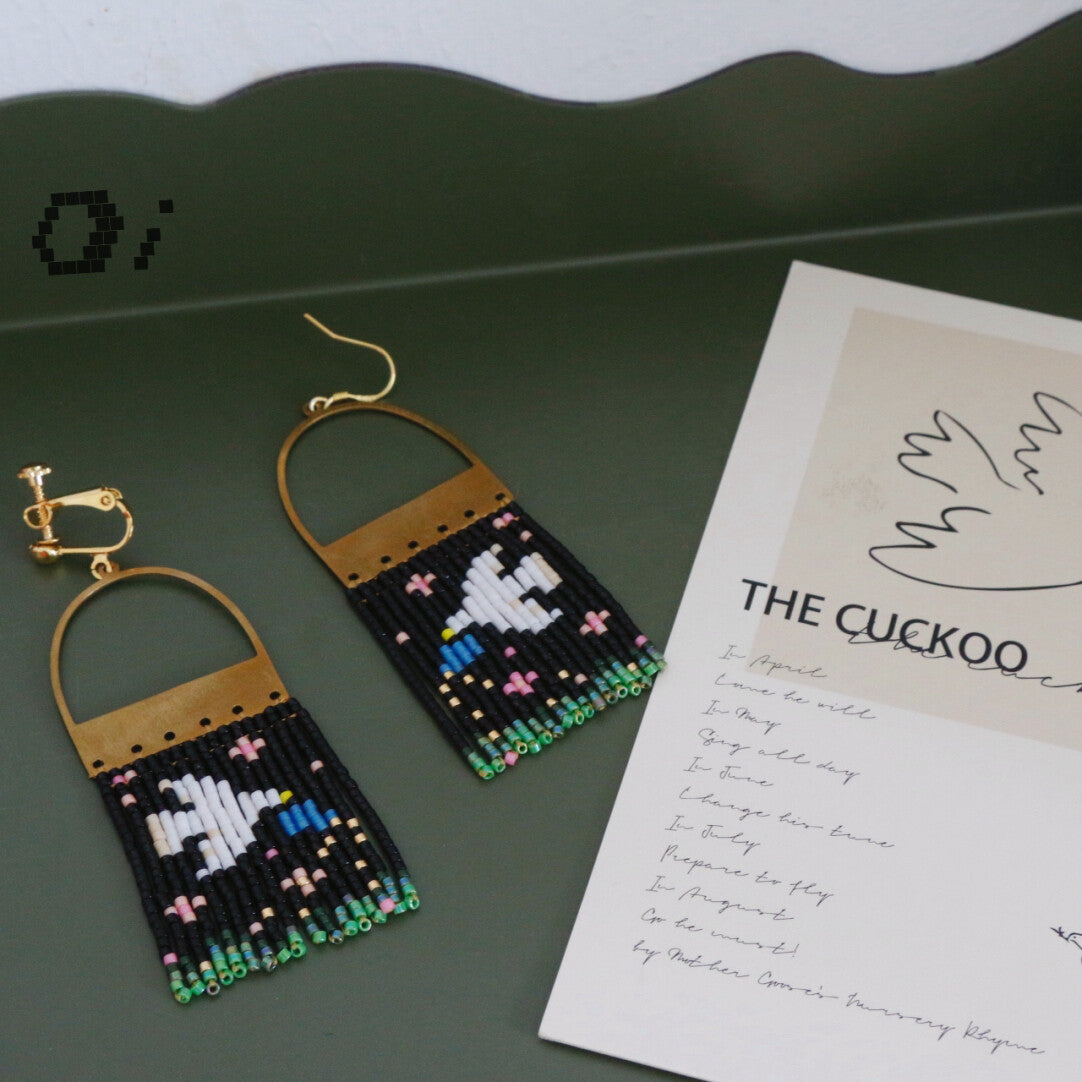 Oi
THE CUCKOO
In April
Come he will
In May
Sing all day
In June
Change his tune
In July
Prepare to fly
In August
Go he must!
by Mother Goose's Nursery Rhyme